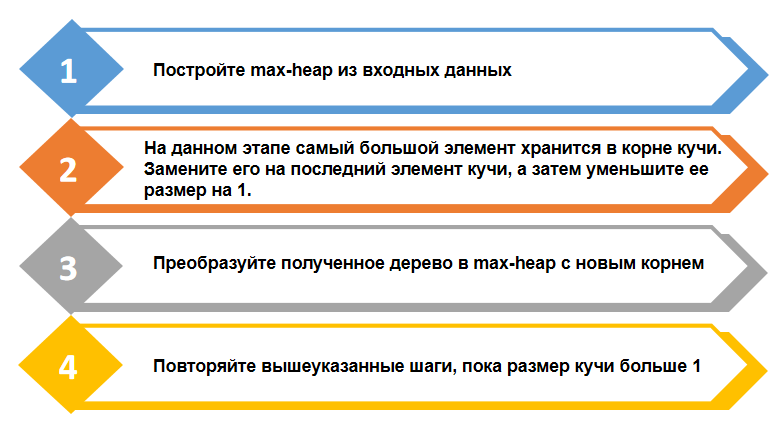 1
Постройте max-heap из входных данных
2
На данном этапе самый большой элемент хранится в корне кучи.
Замените его на последний элемент кучи, а затем уменьшите ее
размер на 1.
3
Преобразуйте полученное дерево в max-heap с новым корнем
4
Повторяйте вышеуказанные шаги, пока размер кучи больше 1